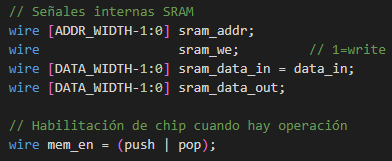 // Señales internas SRAM
wire [ADDR_WIDTH-1:0] sram_addr;
wire                  sram_we;       // 1=write
wire [DATA_WIDTH-1:0] sram_data_in = data_in;
wire [DATA_WIDTH-1:0] sram_data_out;

// Habilitación de chip cuando hay operación
wire mem_en = (push | pop);